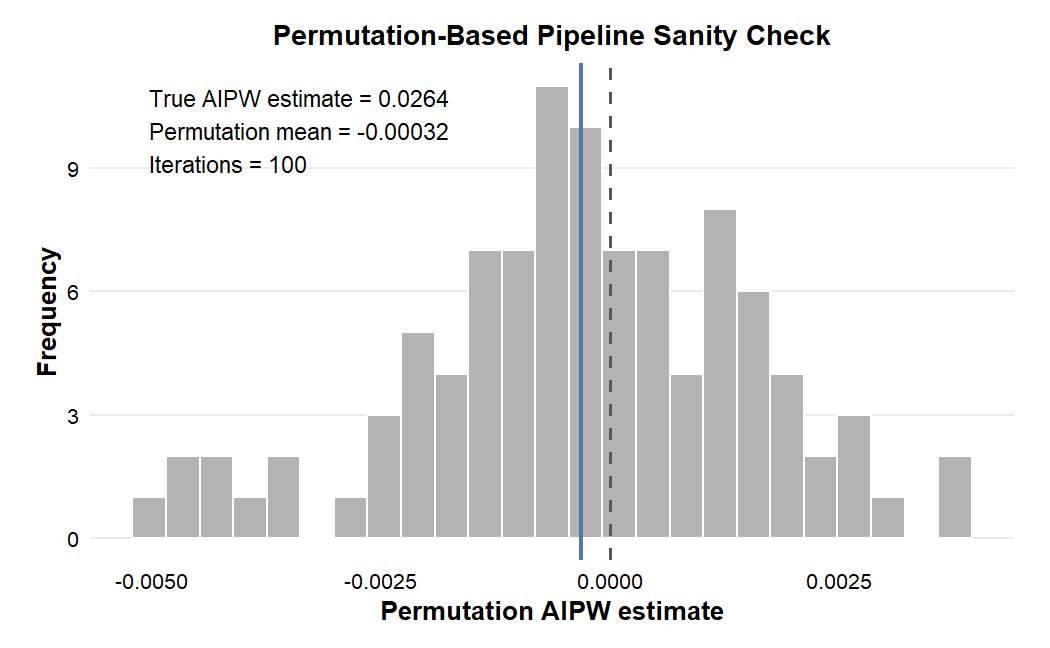 Permutation-Based Pipeline Sanity Check
True AIPW estimate = 0.0264
Permutation mean = -0.00032
Iterations = 100
Frequency
9
6
3
0
-0.0050 -0.0025 0.0000 0.0025
Permutation AIPW estimate